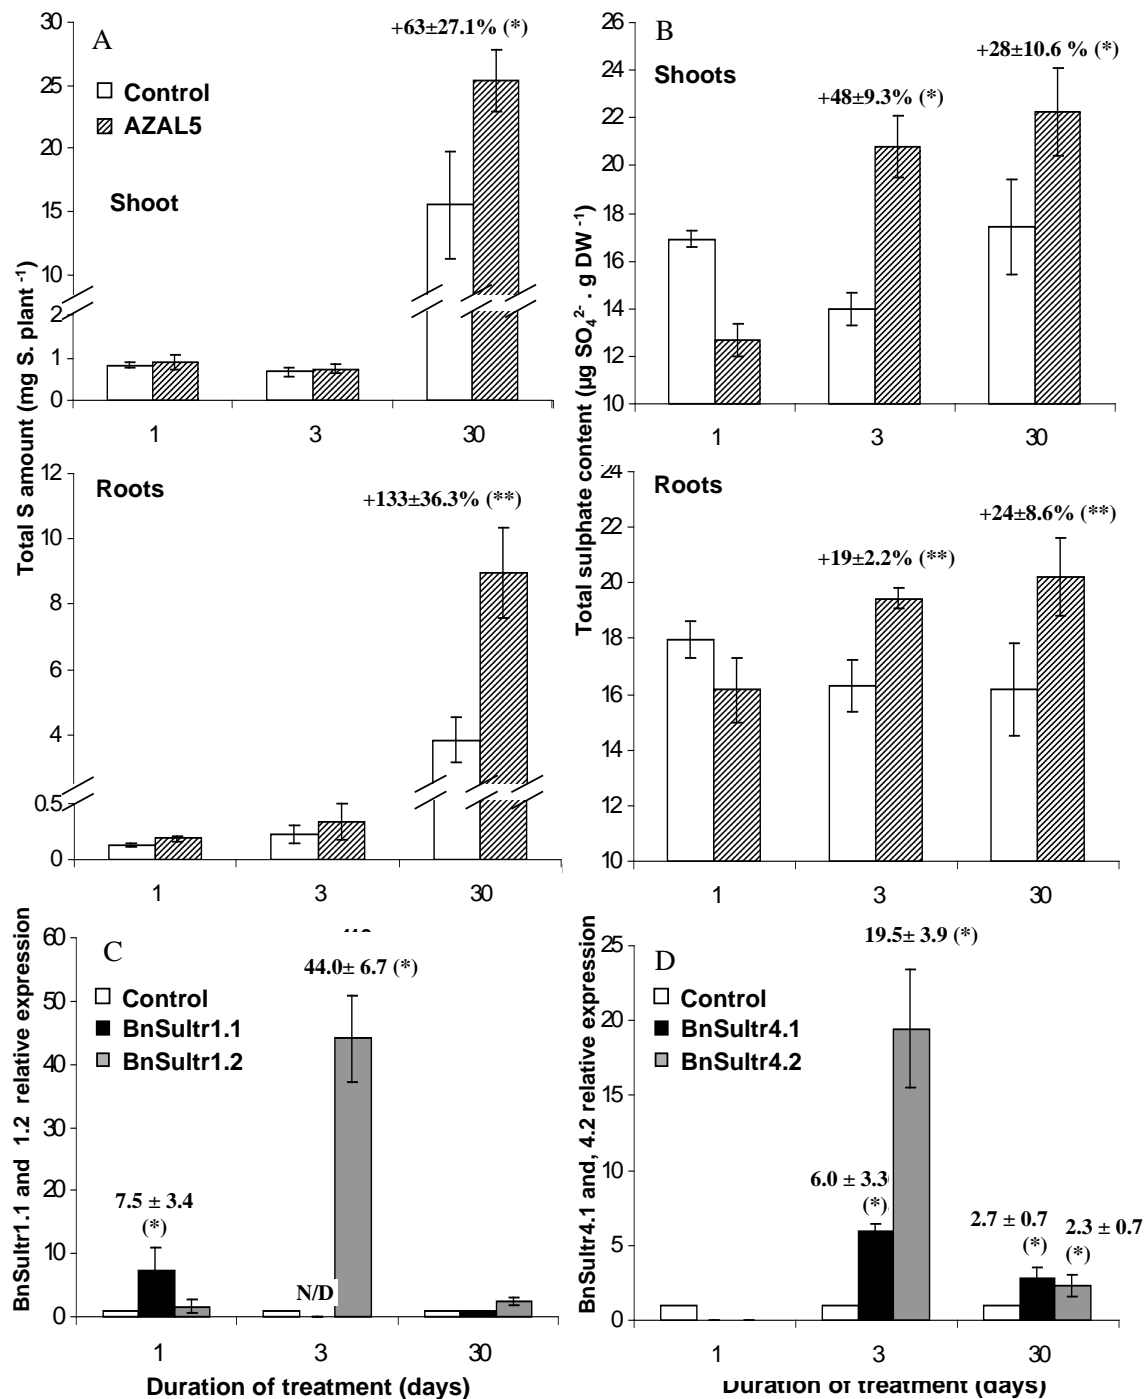 A
+63±27.1% (*)
Control
AZAL5
Shoot
30
25
20
15
10
2
1
0
1 3 30
Total S amount (mg S. plant -1)
Roots
+133±36.3% (**)
12
10
8
6
4
0.5
0
1 3 30
B
Shoots
+48±9.3% (*)
+28±10.6 % (*)
26
24
22
20
18
16
14
12
10
1 3 30
Total sulphate content (µg SO4 2- . g DW -1)
Roots
+19±2.2% (**)
+24±8.6% (**)
24
22
20
18
16
14
12
10
1 3 30
C
44.0± 6.7 (*)
Control
BnSultr1.1
BnSultr1.2
7.5 ± 3.4
(*)
N/D
60
50
40
30
20
10
0
1 3 30
BnSultr1.1 and 1.2 relative expression
Duration of treatment (days)
D
19.5± 3.9 (*)
Control
BnSultr4.1
BnSultr4.2
6.0 ± 3.3
(*)
2.7 ± 0.7
(*)
2.3 ± 0.7
(*)
25
20
15
10
5
0
1 3 30
BnSultr4.1 and, 4.2 relative expression
Duration of treatment (days)